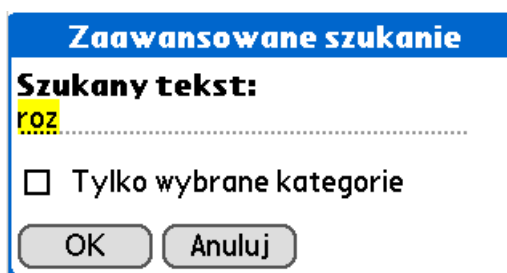 Zaawansowane szukanie
Szukany tekst:
roz
Tylko wybrane kategorie
OK Anuluj